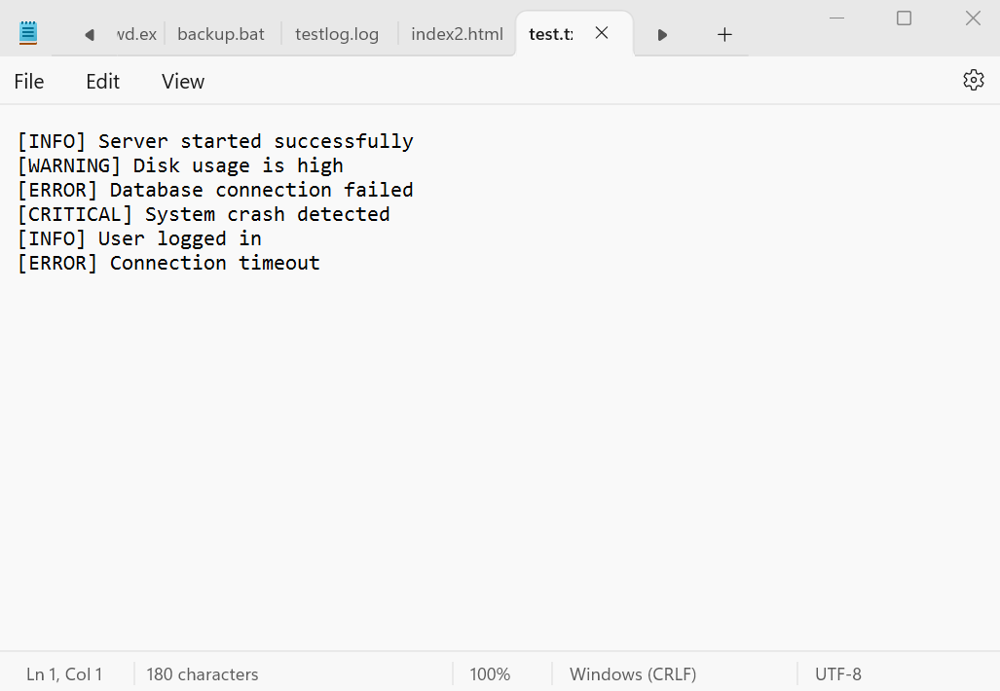 wd.ex backup.bat testlog.log index2.html test.t
File Edit View
[INFO] Server started successfully
[WARNING] Disk usage is high
[ERROR] Database connection failed
[CRITICAL] System crash detected
[INFO] User logged in
[ERROR] Connection timeout
Ln 1, Col 1 180 characters 100% Windows (CRLF) UTF-8